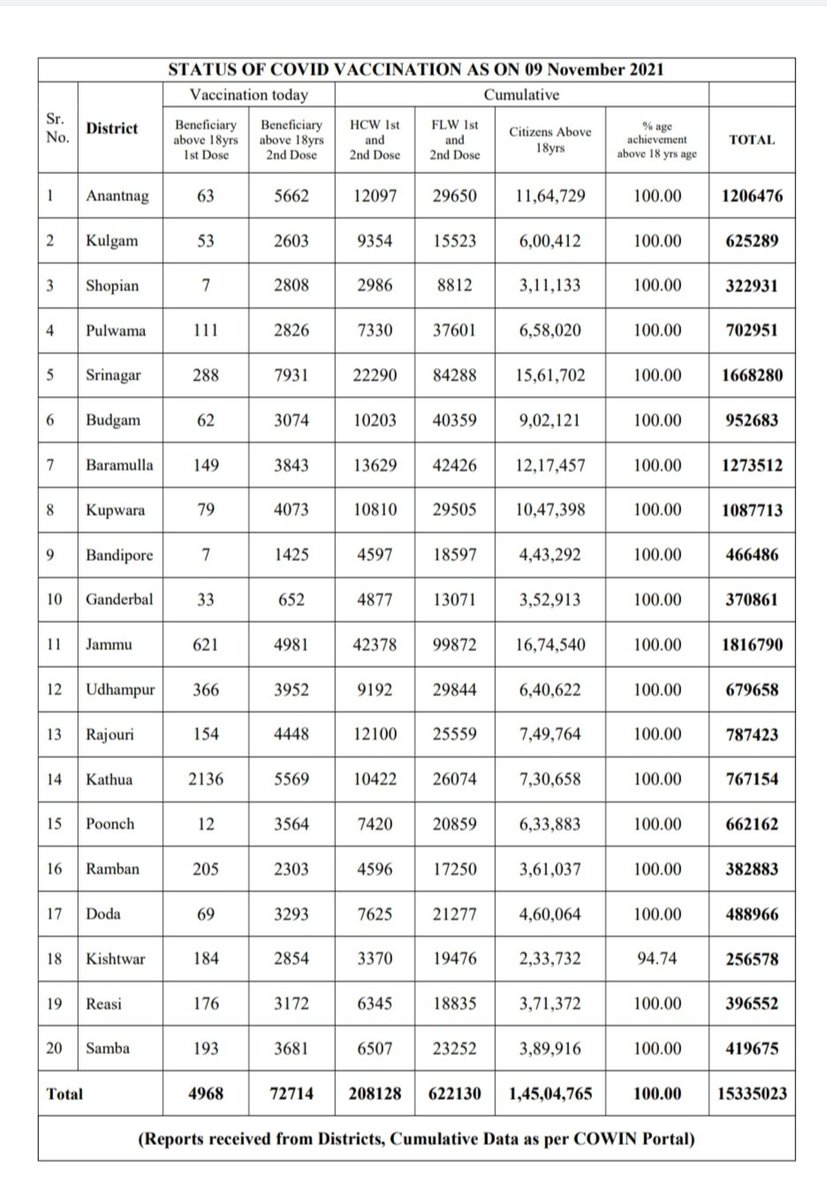 STATUS OF COVID VACCINATION AS ON 09 November 2021
Sr. No. District Vaccination today Cumulative
Beneficiary above 18yrs 1st Dose Beneficiary above 18yrs 2nd Dose HCW 1st and 2nd Dose FLW 1st and 2nd Dose Citizens Above 18yrs % age achievement above 18 yrs age TOTAL
1 Anantnag 63 5662 12097 29650 11,64,729 100.00 1206476
2 Kulgam 53 2603 9354 15523 6,00,412 100.00 625289
3 Shopian 7 2808 2986 8812 3,11,133 100.00 322931
4 Pulwama 111 2826 7330 37601 6,58,020 100.00 702951
5 Srinagar 288 7931 22290 84288 15,61,702 100.00 1668280
6 Budgam 62 3074 10203 40359 9,02,121 100.00 952683
7 Baramulla 149 3843 13629 42426 12,17,457 100.00 1273512
8 Kupwara 79 4073 10810 29505 10,47,398 100.00 1087713
9 Bandipore 7 1425 4597 18597 4,43,292 100.00 466486
10 Ganderbal 33 652 4877 13071 3,52,913 100.00 370861
11 Jammu 621 4981 42378 99872 16,74,540 100.00 1816790
12 Udhampur 366 3952 9192 29844 6,40,622 100.00 679658
13 Rajouri 154 4448 12100 25559 7,49,764 100.00 787423
14 Kathua 2136 5569 10422 26074 7,30,658 100.00 767154
15 Poonch 12 3564 7420 20859 6,33,883 100.00 662162
16 Ramban 205 2303 4596 17250 3,61,037 100.00 382883
17 Doda 69 3293 7625 21277 4,60,064 100.00 488966
18 Kishtwar 184 2854 3370 19476 2,33,732 94.74 256578
19 Reasi 176 3172 6345 18835 3,71,372 100.00 396552
20 Samba 193 3681 6507 23252 3,89,916 100.00 419675
Total 4968 72714 208128 622130 1,45,04,765 100.00 15335023
(Reports received from Districts, Cumulative Data as per COWIN Portal)